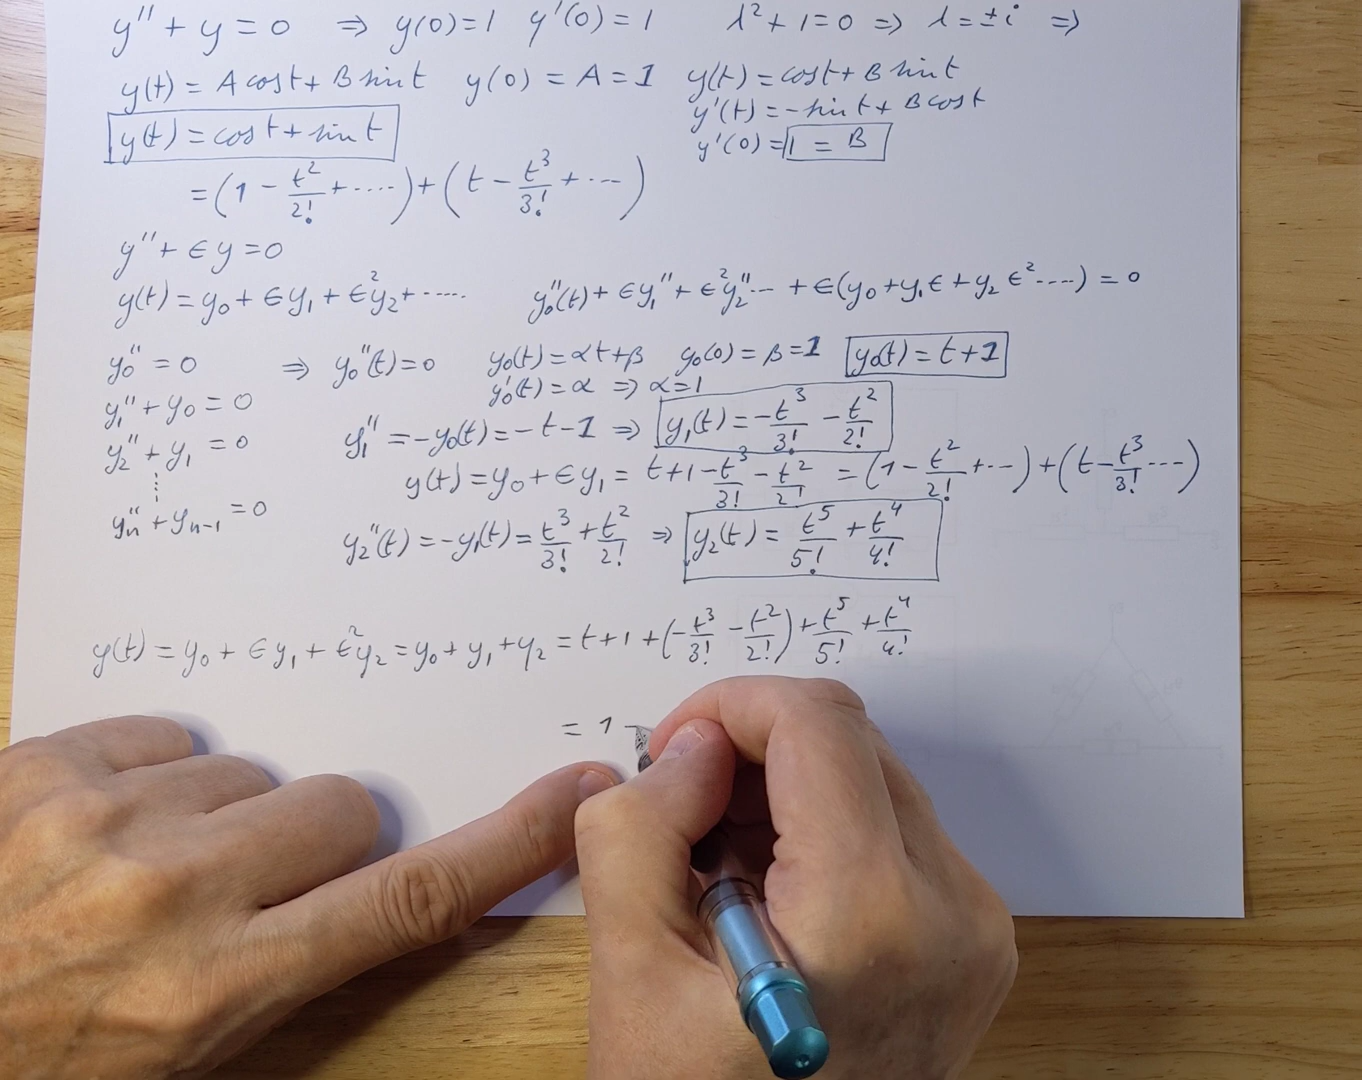 y'' + y = 0 ⇒ y(0) = 1 y'(0) = 1 λ² + 1 = 0 ⇒ λ = ±i ⇒
y(t) = A cos t + B sin t y(0) = A = 1 y(t) = cos t + B sin t
y'(t) = -sin t + B cos t
y(t) = cos t + sin t y'(0) = 1 = B
= (1 - t²/2! + ....) + (t - t³/3! + ...)
y'' + ϵy = 0
y(t) = y₀ + ϵy₁ + ϵ²y₂ + ..... y₀''(t) + ϵy₁'' + ϵ²y₂''... + ϵ(y₀ + y₁ϵ + y₂ϵ²....) = 0
y₀'' = 0 ⇒ y₀''(t) = 0 y₀(t) = αt + β y₀(0) = β = 1 y₀(t) = t + 1
y₀'(t) = α ⇒ α = 1
y₁'' + y₀ = 0
y₁'' = -y₀(t) = -t - 1 ⇒ y₁(t) = -t³/3! - t²/2!
y₂'' + y₁ = 0
y(t) = y₀ + ϵy₁ = t + 1 - t³/3! - t²/2! = (1 - t²/2! + ...) + (t - t³/3! ...)
⋮
yₙ'' + yₙ₋₁ = 0
y₂''(t) = -y₁(t) = t³/3! + t²/2! ⇒ y₂(t) = t⁵/5! + t⁴/4!
y(t) = y₀ + ϵy₁ + ϵ²y₂ = y₀ + y₁ + y₂ = t + 1 + (-t³/3! - t²/2!) + t⁵/5! + t⁴/4!
= 1 -